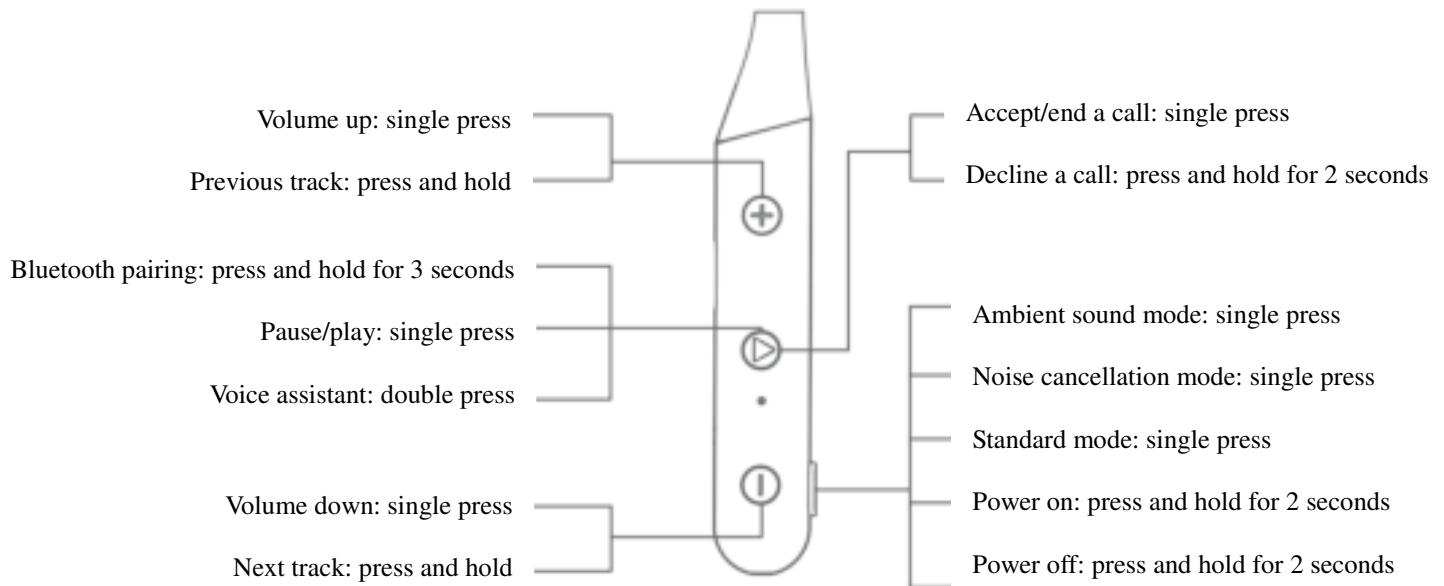 Volume up: single press
Previous track: press and hold
Bluetooth pairing: press and hold for 3 seconds
Pause/play: single press
Voice assistant: double press
Volume down: single press
Next track: press and hold
Accept/end a call: single press
Decline a call: press and hold for 2 seconds
Ambient sound mode: single press
Noise cancellation mode: single press
Standard mode: single press
Power on: press and hold for 2 seconds
Power off: press and hold for 2 seconds